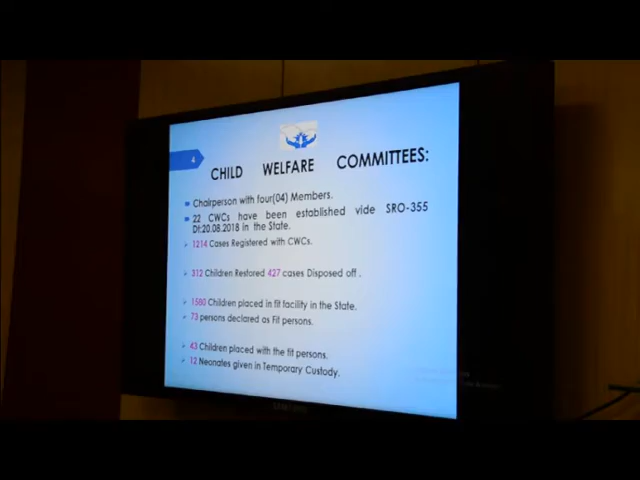 4
CHILD WELFARE COMMITTEES:
Chairperson with four(04) Members.
22 CWCs have been established vide SRO-355
Dt:20.08.2018 in the State.
1214 Cases Registered with CWCs.
312 Children Restored 427 cases Disposed off .
1580 Children placed in fit facility in the State.
73 persons declared as Fit persons.
43 Children placed with the fit persons.
12 Neonates given in Temporary Custody.